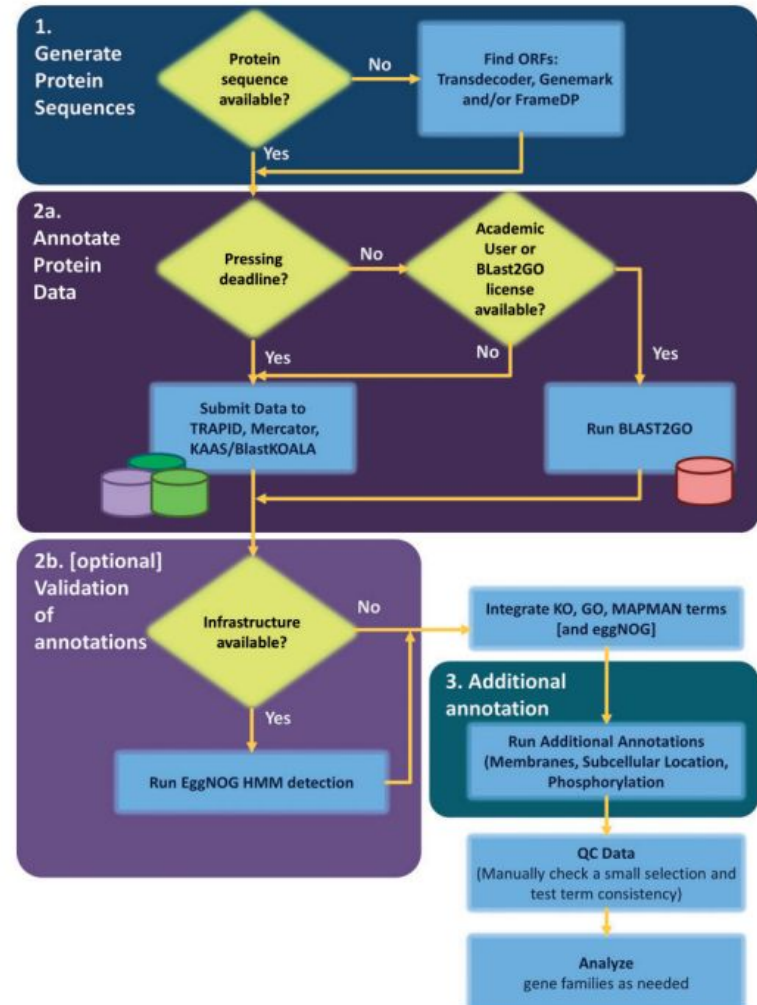 1.
Generate
Protein
Sequences
Protein
sequence
available?
No
Find ORFs:
Transdecoder, Genemark
and/or FrameDP
Yes
2a.
Annotate
Protein
Data
Pressing
deadline?
No
Academic
User or
BLast2GO
license
available?
Yes
No
Yes
Submit Data to
TRAPID, Mercator,
KAAS/BlastKOALA
Run BLAST2GO
2b. [optional]
Validation
of
annotations
Infrastructure
available?
No
Yes
Run EggNOG HMM detection
Integrate KO, GO, MAPMAN terms
[and eggNOG]
3. Additional
annotation
Run Additional Annotations
(Membranes, Subcellular Location,
Phosphorylation
QC Data
(Manually check a small selection and
test term consistency)
Analyze
gene families as needed